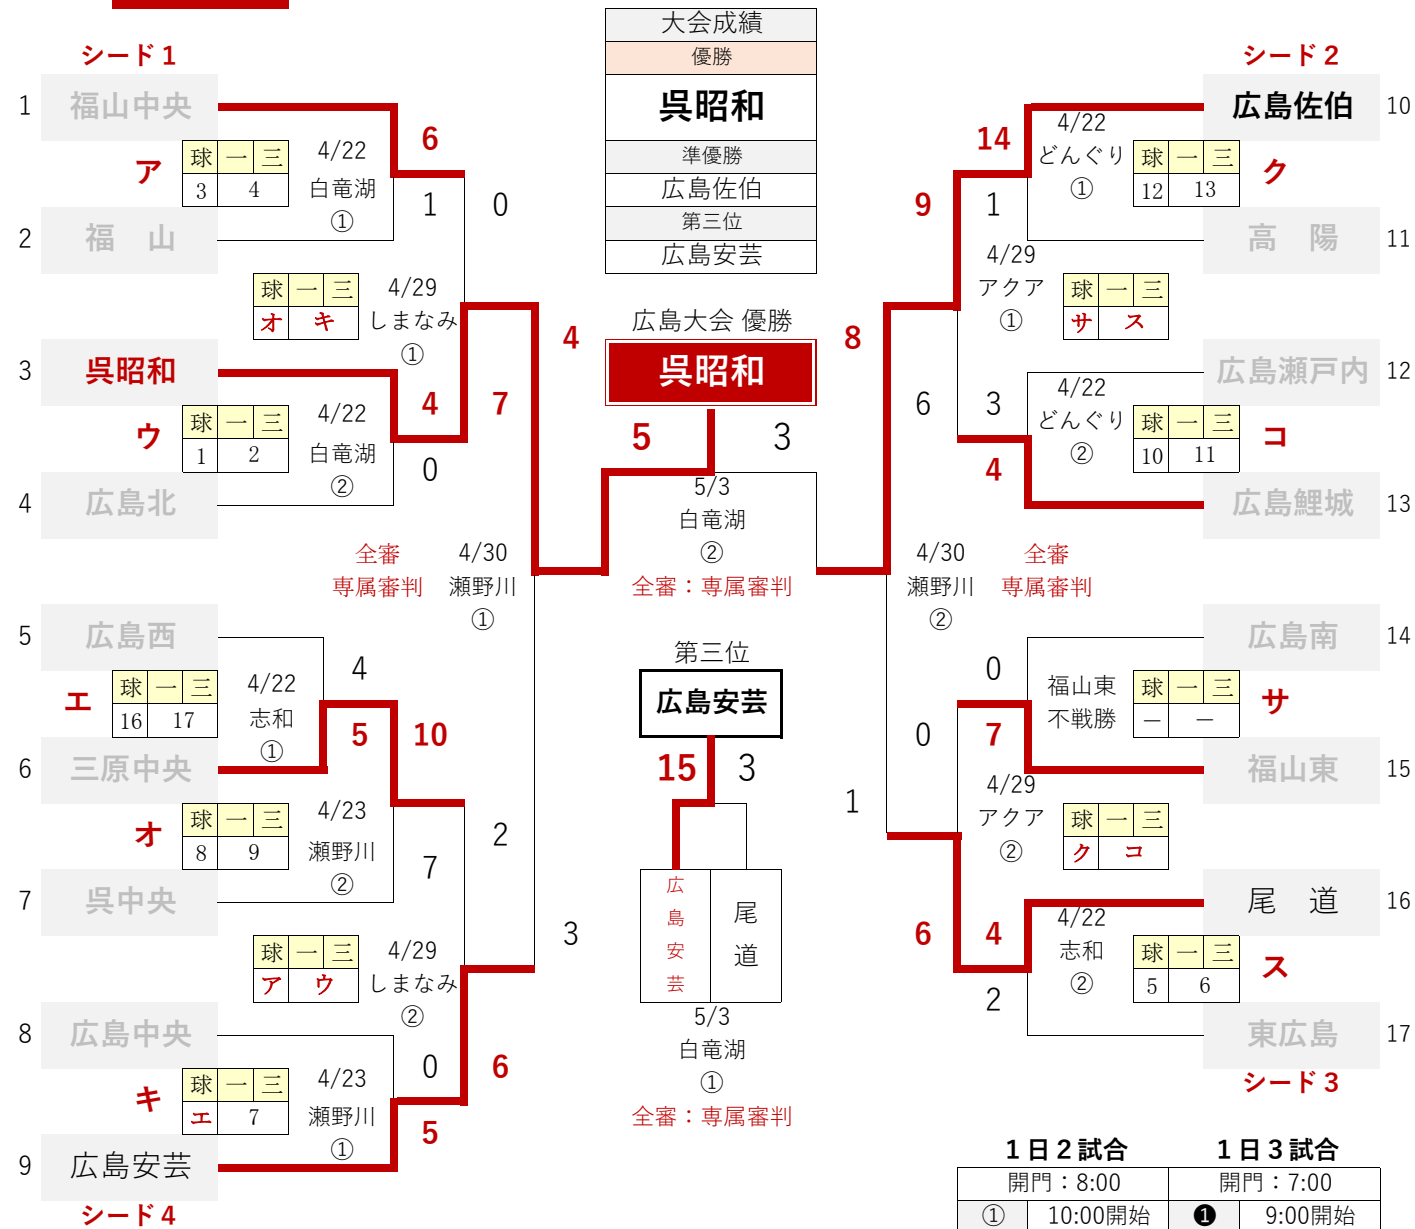 大会成績
優勝
呉昭和
準優勝
広島佐伯
第三位
広島安芸
シード1
1 福山中央
ア 球 一 三
3 4
4/22
白竜湖
①
6
1
0
2 福 山
球 一 三
オ キ
4/29
しまなみ
①
3 呉昭和
ウ 球 一 三
1 2
4/22
白竜湖
②
4
0
7
4 広島北
全審
専属審判
4/30
瀬野川
①
4
3
5 広島西
エ 球 一 三
16 17
4/22
志和
①
4
5
6 三原中央
オ 球 一 三
8 9
4/23
瀬野川
②
10
7
2
7 呉中央
球 一 三
ア ウ
4/29
しまなみ
②
8 広島中央
キ 球 一 三
エ 7
4/23
瀬野川
①
0
5
6
9 広島安芸
シード4
広島大会 優勝
呉昭和
5 3
5/3
白竜湖
②
全審：専属審判
第三位
広島安芸
15 3
広島安芸
尾道
5/3
白竜湖
①
全審：専属審判
シード2
広島佐伯 10
14
1
9
4/22
どんぐり
①
球 一 三
12 13
ク
高 陽 11
4/29
アクア
①
球 一 三
サ ス
8
広島瀬戸内 12
6
3
4
4/22
どんぐり
②
球 一 三
10 11
コ
広島鯉城 13
4/30
瀬野川
②
全審
専属審判
広島南 14
0
7
0
福山東
不戦勝
球 一 三
－ －
サ
福山東 15
1
4/29
アクア
②
球 一 三
ク コ
尾 道 16
6
4
2
4/22
志和
②
球 一 三
5 6
ス
東広島 17
シード3
1日2試合 1日3試合
開門：8:00 開門：7:00
① 10:00開始 ❶ 9:00開始